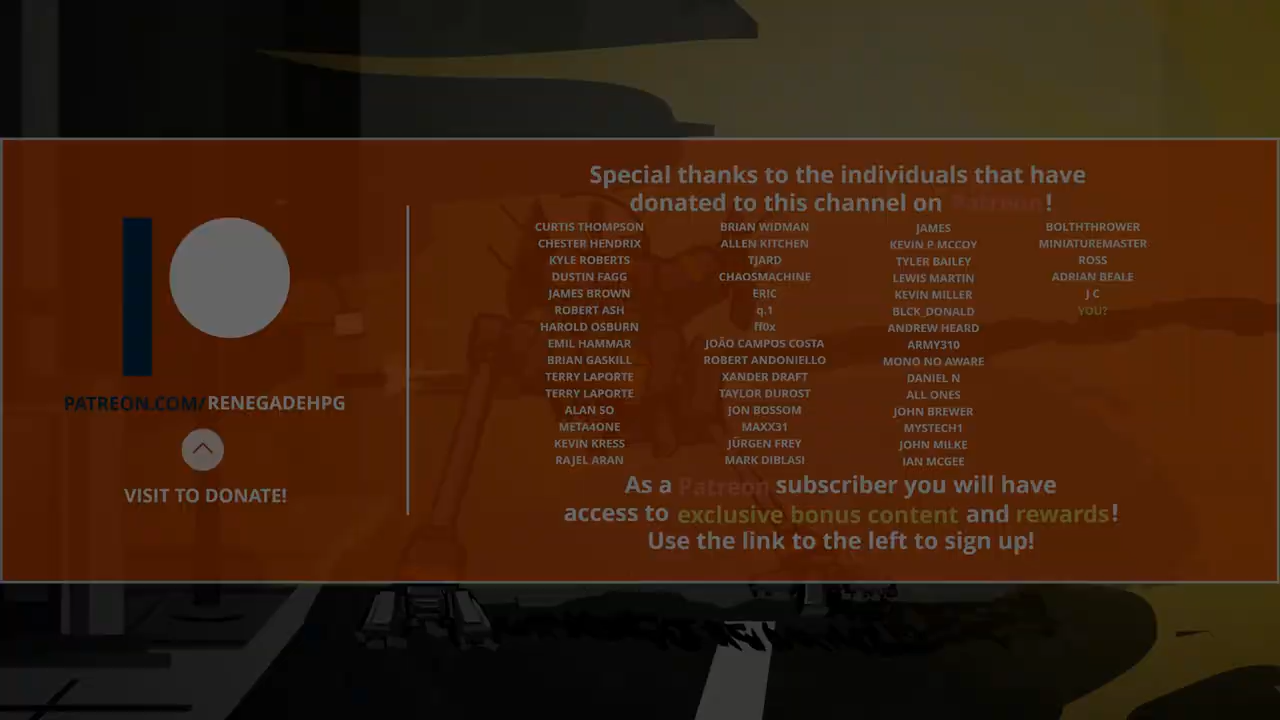 Special thanks to the individuals that have
donated to this channel on Patreon!
CURTIS THOMPSON
CHESTER HENDRIX
KYLE ROBERTS
DUSTIN FAGG
JAMES BROWN
ROBERT ASH
HAROLD OSBURN
EMIL HAMMAR
BRIAN GASKILL
TERRY LAPORTE
TERRY LAPORTE
ALAN SO
META4ONE
KEVIN KRESS
RAJEL ARAN
BRIAN WIDMAN
ALLEN KITCHEN
TJARD
CHAOSMACHINE
ERIC
q.1
ff0x
JOÃO CAMPOS COSTA
ROBERT ANDONIELLO
XANDER DRAFT
TAYLOR DUROST
JON BOSSOM
MAXX31
JÜRGEN FREY
MARK DIBLASI
JAMES
KEVIN P MCCOY
TYLER BAILEY
LEWIS MARTIN
KEVIN MILLER
BLCK_DONALD
ANDREW HEARD
ARMY310
MONO NO AWARE
DANIEL N
ALL ONES
JOHN BREWER
MYSTECH1
JOHN MILKE
IAN MCGEE
BOLTHTHROWER
MINIATUREMASTER
ROSS
ADRIAN BEALE
J C
YOU?
PATREON.COM/RENEGADEHPG
VISIT TO DONATE!
As a Patreon subscriber you will have
access to exclusive bonus content and rewards!
Use the link to the left to sign up!